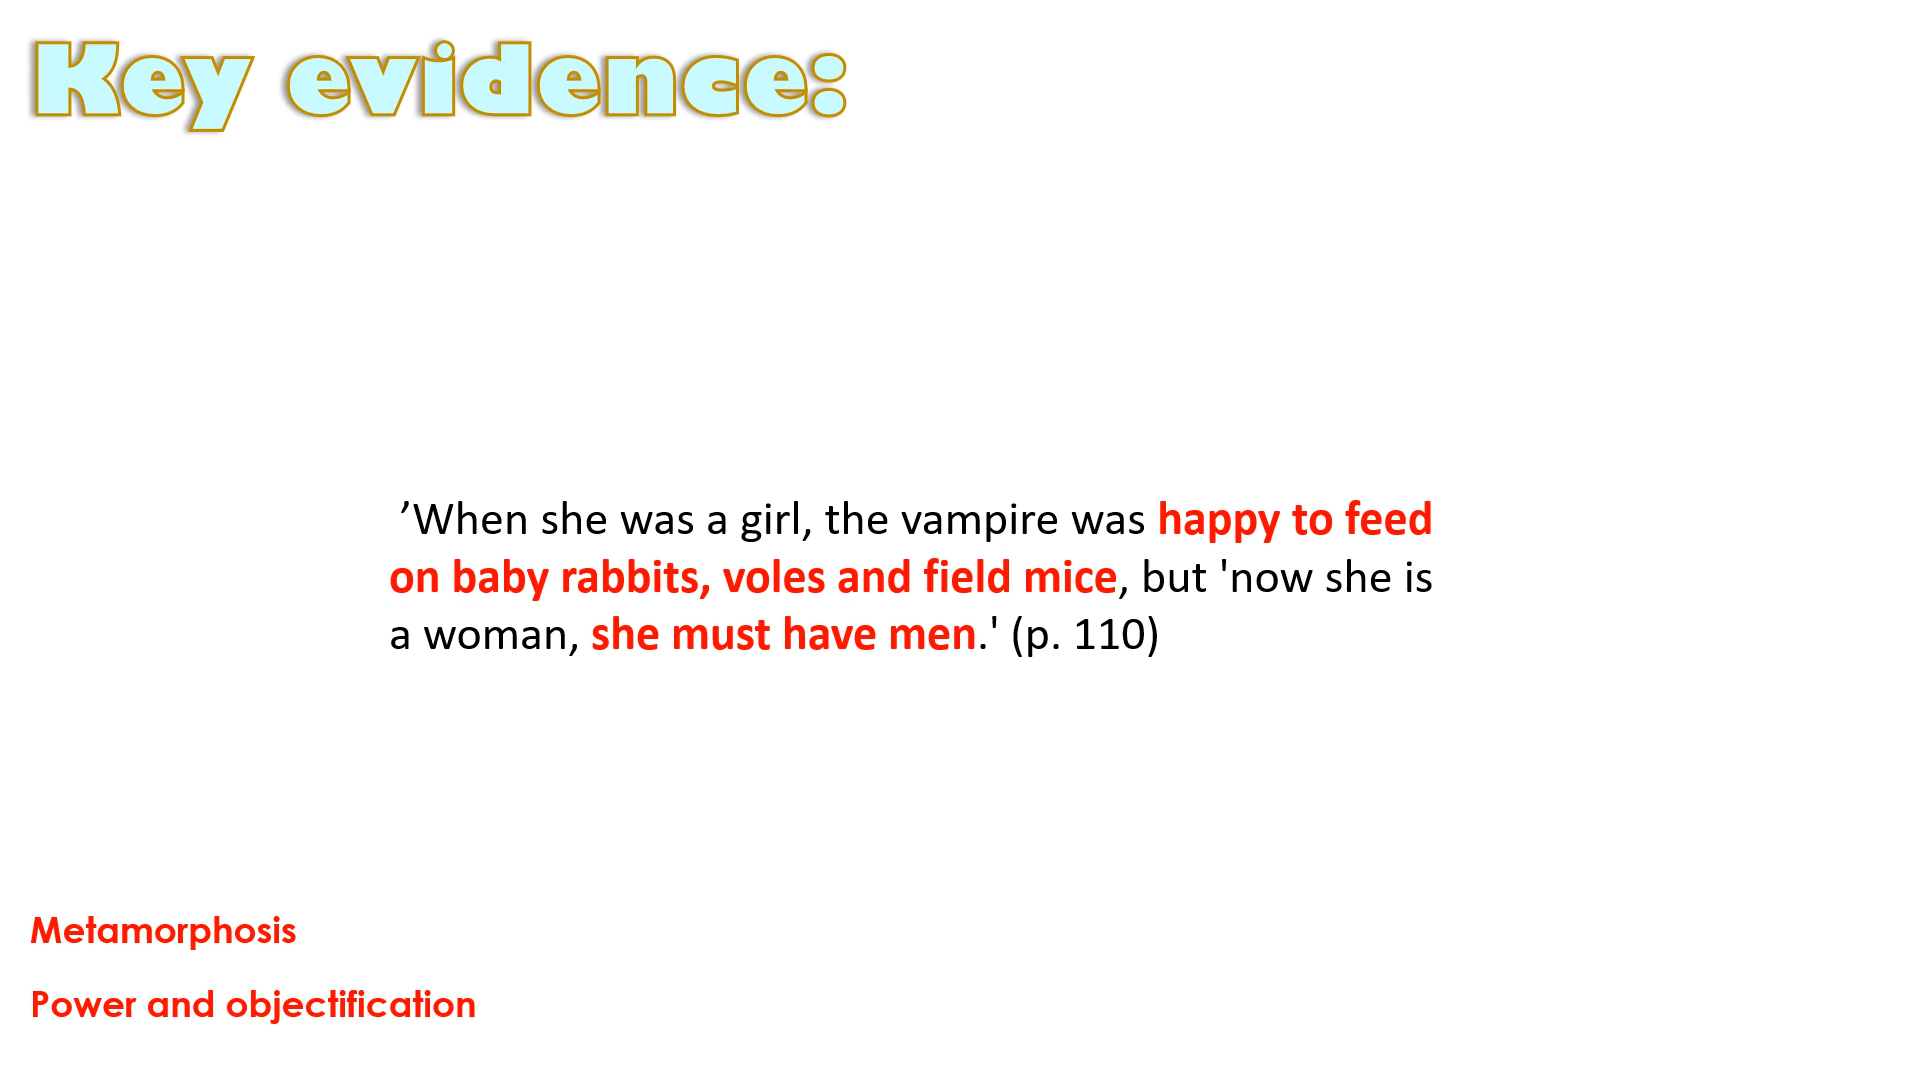 Key evidence:
’When she was a girl, the vampire was happy to feed
on baby rabbits, voles and field mice, but 'now she is
a woman, she must have men.' (p. 110)
Metamorphosis
Power and objectification